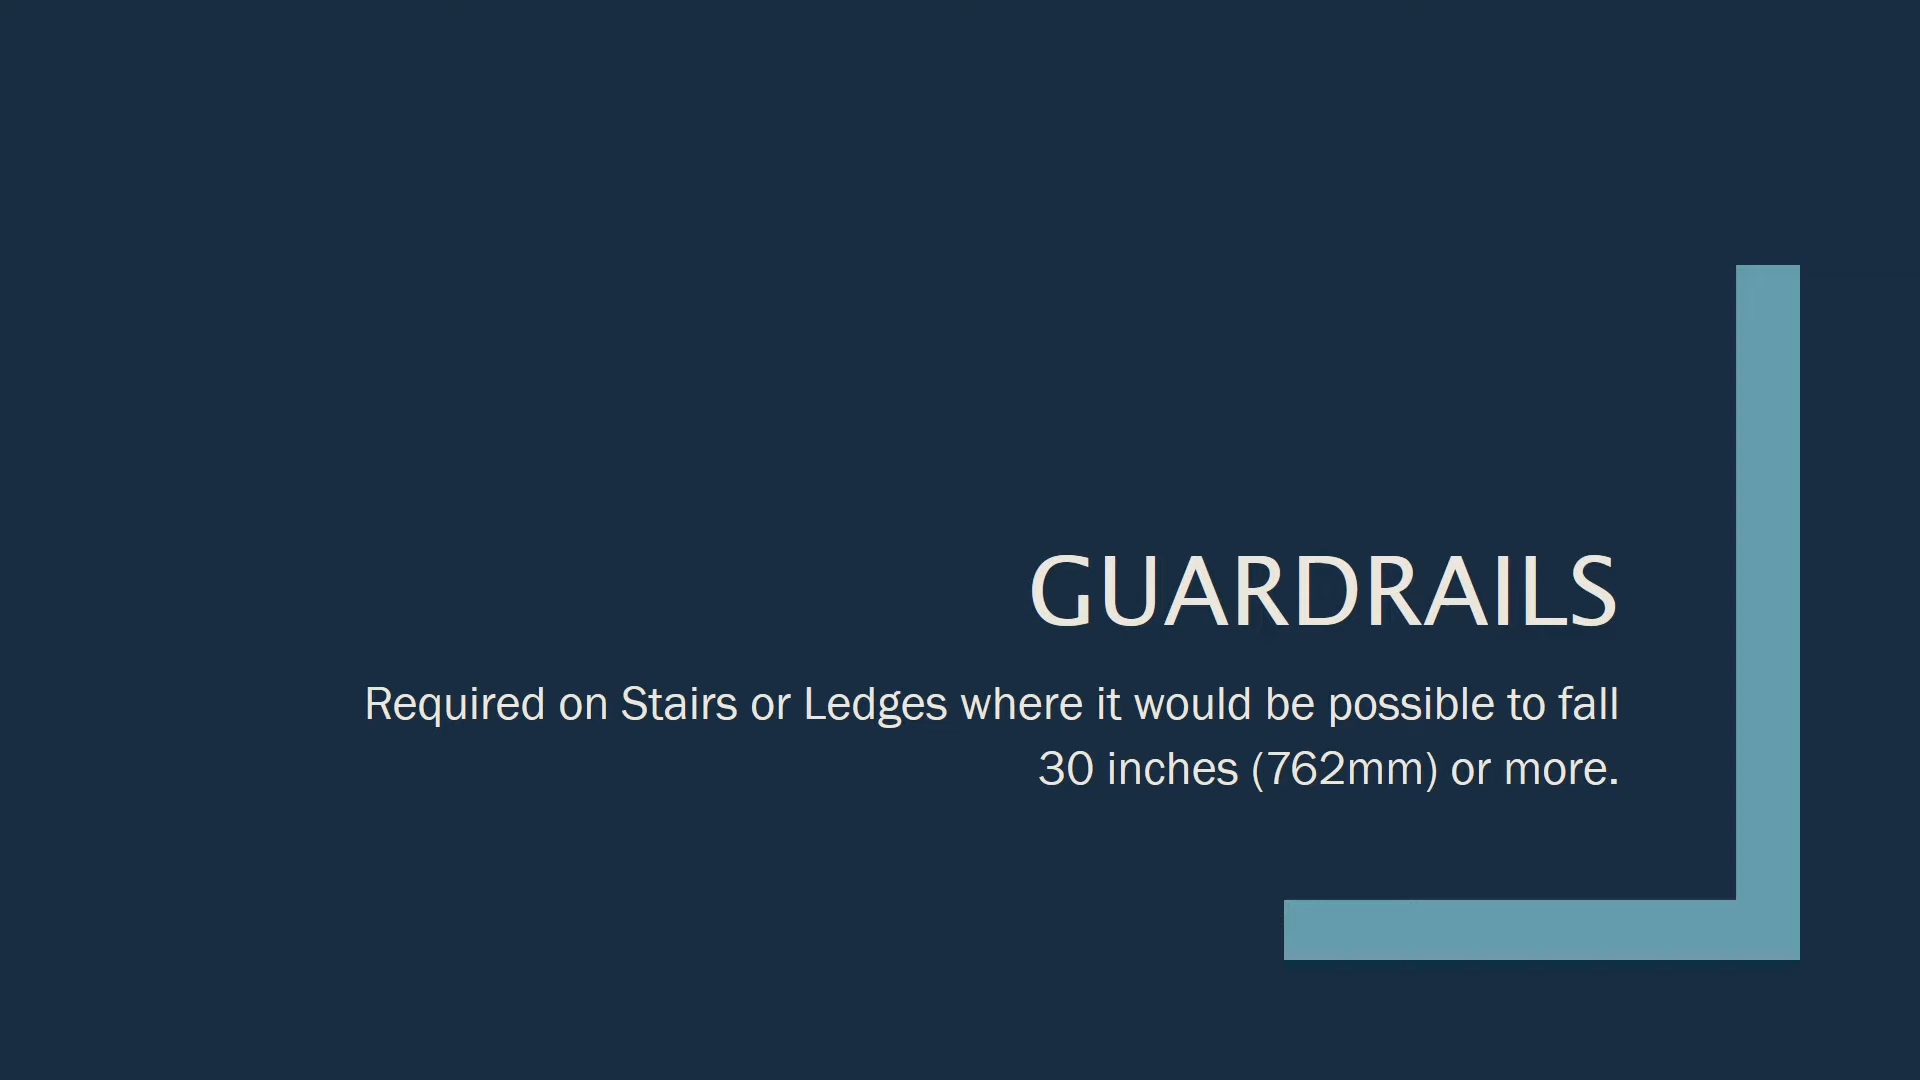 GUARDRAILS
Required on Stairs or Ledges where it would be possible to fall
30 inches (762mm) or more.